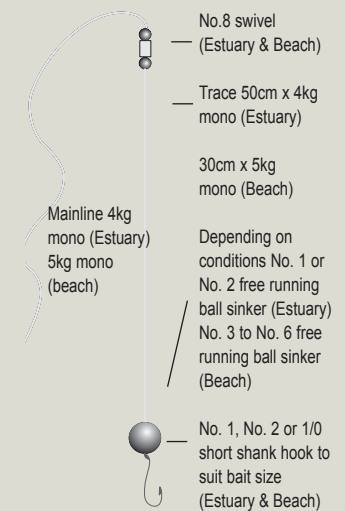 No.8 swivel
(Estuary & Beach)
Trace 50cm x 4kg
mono (Estuary)
30cm x 5kg
mono (Beach)
Mainline 4kg
mono (Estuary)
5kg mono
(beach)
Depending on
conditions No. 1 or
No. 2 free running
ball sinker (Estuary)
No. 3 to No. 6 free
running ball sinker
(Beach)
No. 1, No. 2 or 1/0
short shank hook to
suit bait size
(Estuary & Beach)